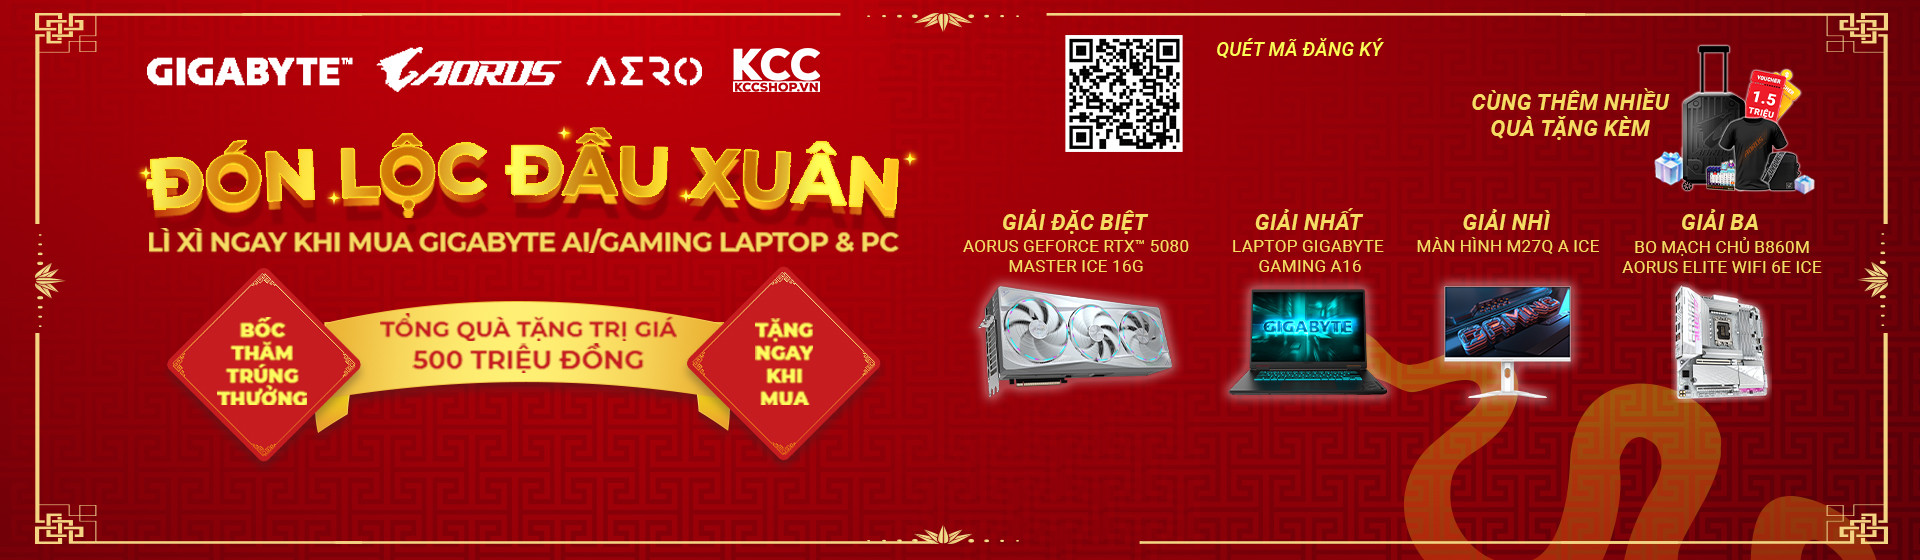 GIGABYTE™
AORUS
AERO
KCC
KCCSHOP.VN
ĐÓN LỘC ĐẦU XUÂN
LÌ XÌ NGAY KHI MUA GIGABYTE AI/GAMING LAPTOP & PC
BỐC
THĂM
TRÚNG
THƯỞNG
TỔNG QUÀ TẶNG TRỊ GIÁ
500 TRIỆU ĐỒNG
TẶNG
NGAY
KHI
MUA
QUÉT MÃ ĐĂNG KÝ
CÙNG THÊM NHIỀU
QUÀ TẶNG KÈM
VOUCHER
1.5
TRIỆU
GIẢI ĐẶC BIỆT
AORUS GEFORCE RTX™ 5080
MASTER ICE 16G
GIẢI NHẤT
LAPTOP GIGABYTE
GAMING A16
GIGABYTE
GIẢI NHÌ
MÀN HÌNH M27Q A ICE
GAMING
GIẢI BA
BO MẠCH CHỦ B860M
AORUS ELITE WIFI 6E ICE